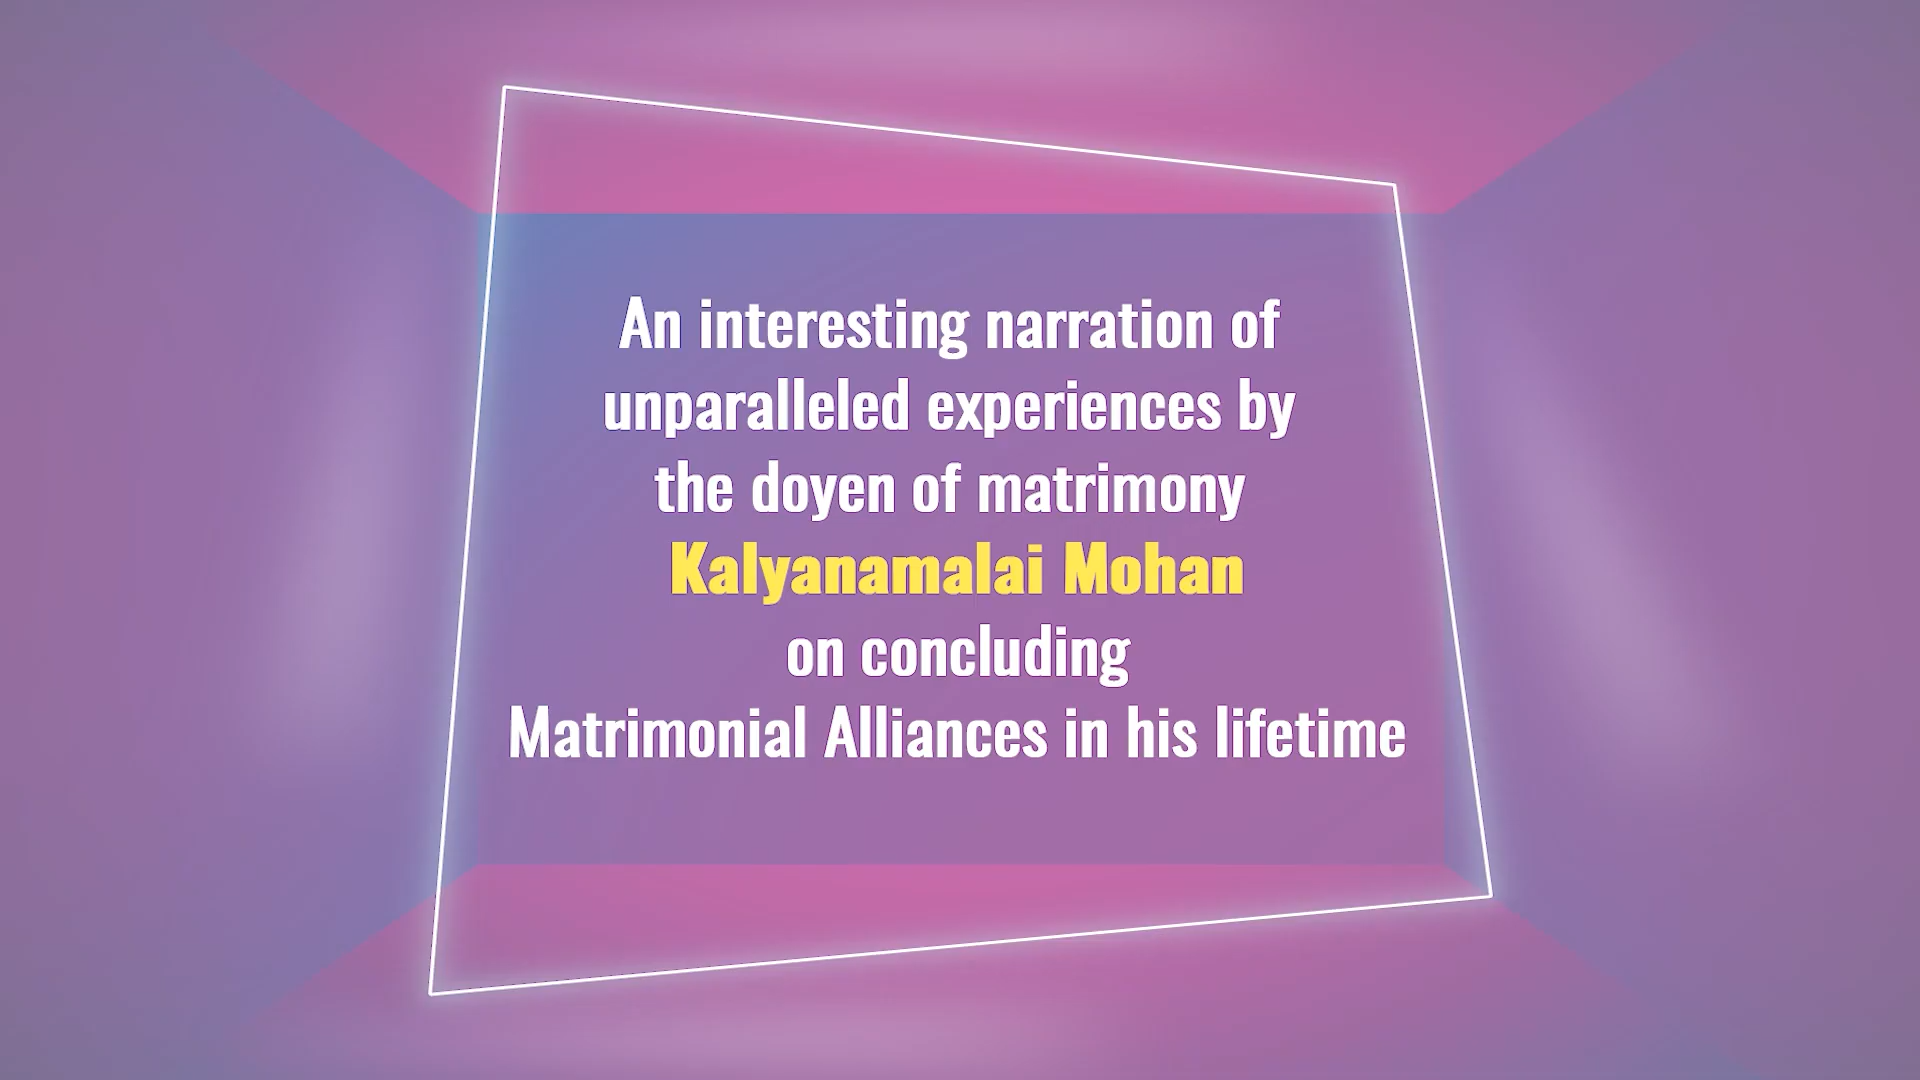 An interesting narration of
unparalleled experiences by
the doyen of matrimony
Kalyanamalai Mohan
on concluding
Matrimonial Alliances in his lifetime